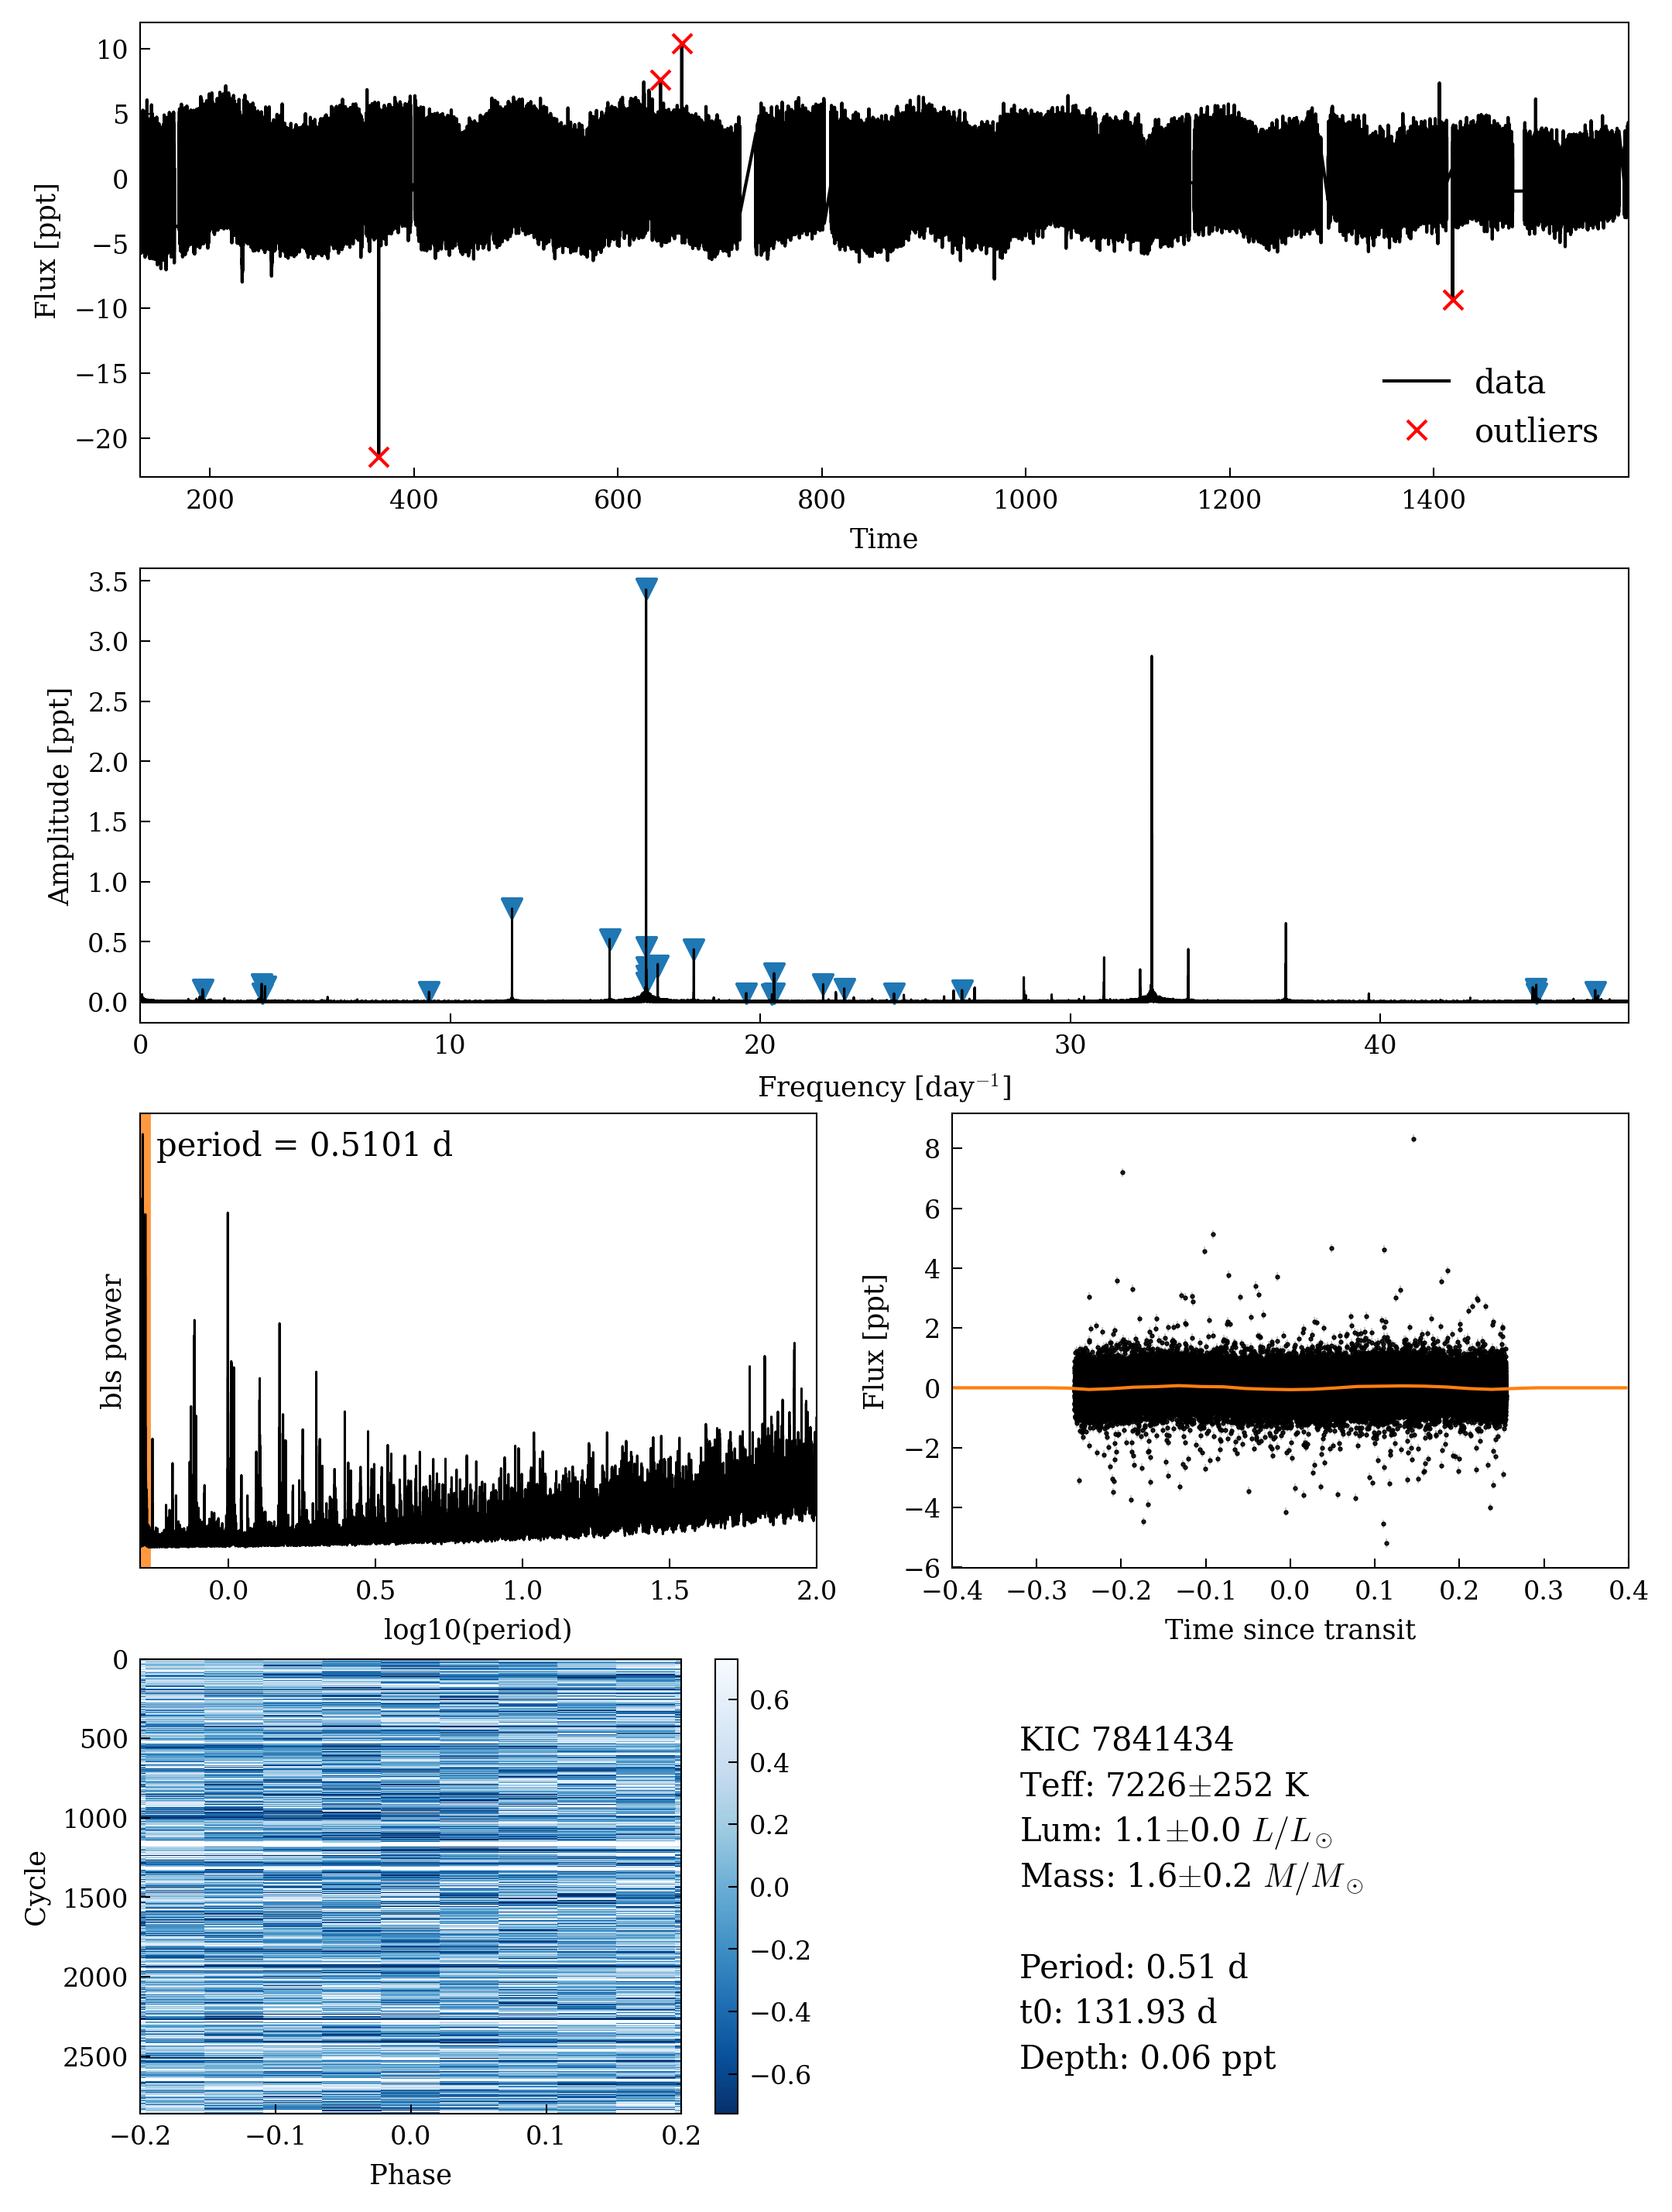 10
5
0
−5
−10
−15
−20
Flux [ppt]
data
outliers
200 400 600 800 1000 1200 1400
Time
3.5
3.0
2.5
2.0
1.5
1.0
0.5
0.0
Amplitude [ppt]
0 10 20 30 40
Frequency [day⁻¹]
period = 0.5101 d
bls power
0.0 0.5 1.0 1.5 2.0
log10(period)
8
6
4
2
0
−2
−4
−6
Flux [ppt]
−0.4 −0.3 −0.2 −0.1 0.0 0.1 0.2 0.3 0.4
Time since transit
0
500
1000
1500
2000
2500
Cycle
−0.2 −0.1 0.0 0.1 0.2
Phase
0.6
0.4
0.2
0.0
−0.2
−0.4
−0.6
KIC 7841434
Teff: 7226±252 K
Lum: 1.1±0.0 L/L⊙
Mass: 1.6±0.2 M/M⊙
Period: 0.51 d
t0: 131.93 d
Depth: 0.06 ppt